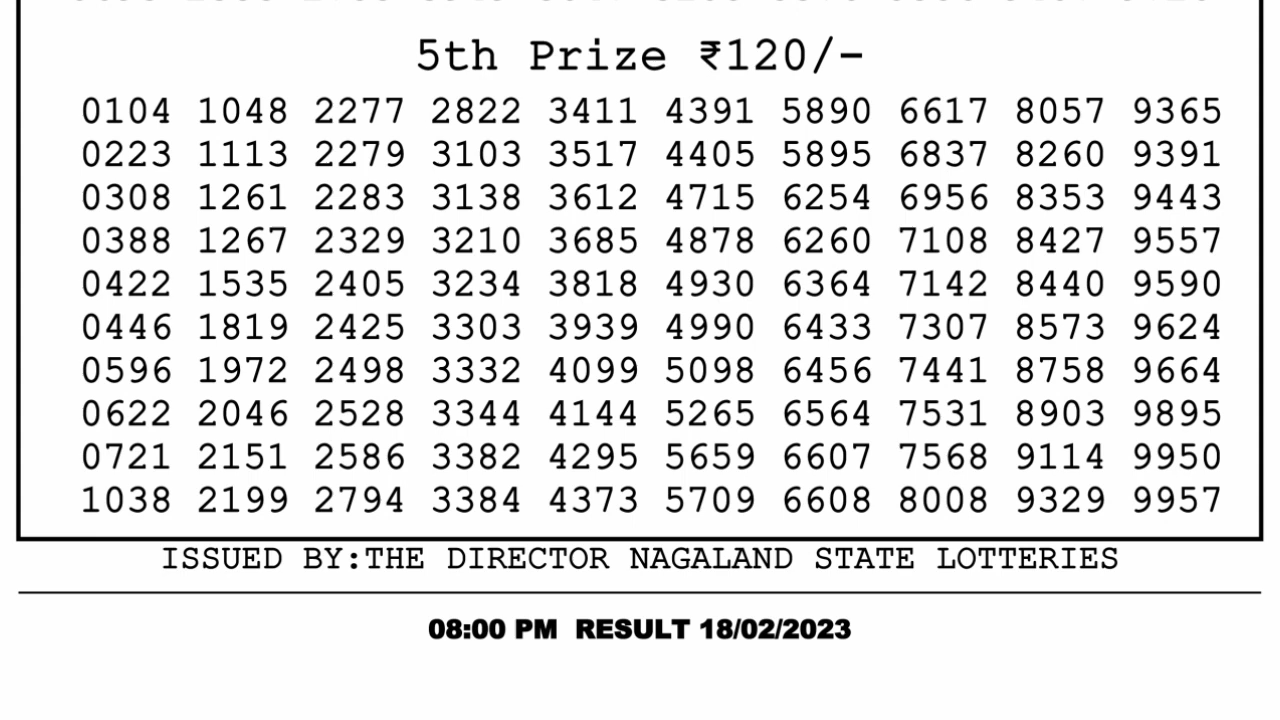 5th Prize ₹120/-
0104 1048 2277 2822 3411 4391 5890 6617 8057 9365
0223 1113 2279 3103 3517 4405 5895 6837 8260 9391
0308 1261 2283 3138 3612 4715 6254 6956 8353 9443
0388 1267 2329 3210 3685 4878 6260 7108 8427 9557
0422 1535 2405 3234 3818 4930 6364 7142 8440 9590
0446 1819 2425 3303 3939 4990 6433 7307 8573 9624
0596 1972 2498 3332 4099 5098 6456 7441 8758 9664
0622 2046 2528 3344 4144 5265 6564 7531 8903 9895
0721 2151 2586 3382 4295 5659 6607 7568 9114 9950
1038 2199 2794 3384 4373 5709 6608 8008 9329 9957
ISSUED BY:THE DIRECTOR NAGALAND STATE LOTTERIES
08:00 PM RESULT 18/02/2023